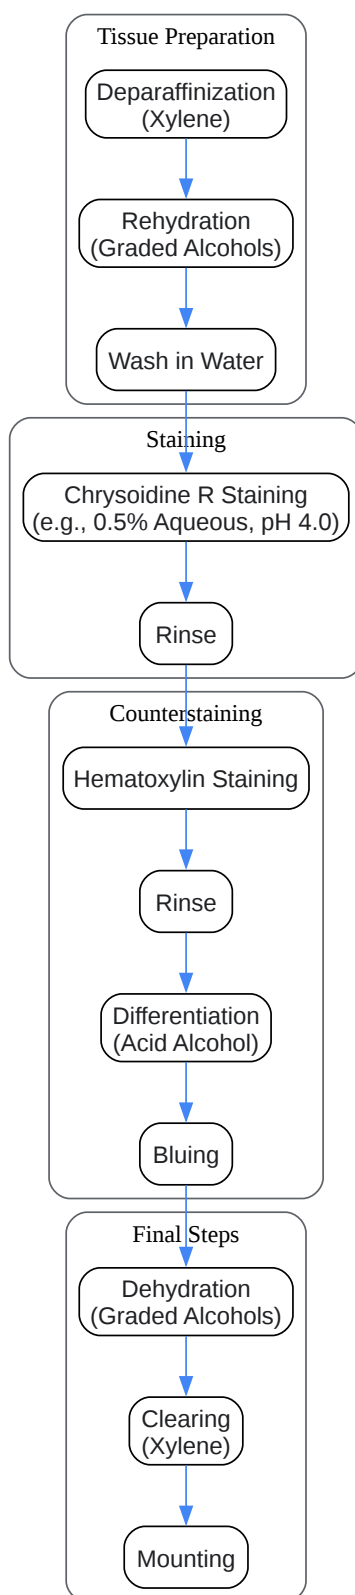 Tissue Preparation
Deparaffinization
(Xylene)
Rehydration
(Graded Alcohols)
Wash in Water
Staining
Chrysoidine R Staining
(e.g., 0.5% Aqueous, pH 4.0)
Rinse
Counterstaining
Hematoxylin Staining
Rinse
Differentiation
(Acid Alcohol)
Bluing
Final Steps
Dehydration
(Graded Alcohols)
Clearing
(Xylene)
Mounting